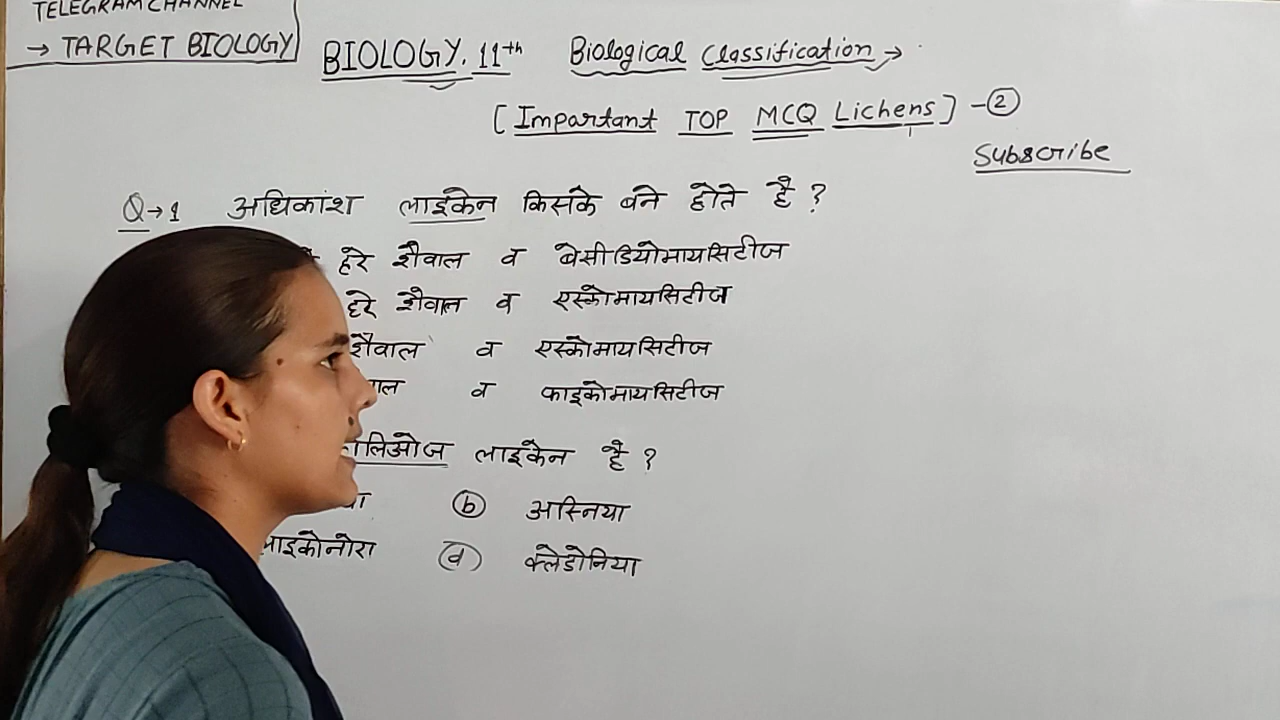 TELEGRAM CHANNEL
→ TARGET BIOLOGY
BIOLOGY. 11th Biological Classification →
[Impartant TOP MCQ Lichens] - 2
Subscribe
Q→1 अधिकांश लाइकेन किसके बने होते है ?
हरे शैवाल व बेसीडियोमायसिटीज
हरे शैवाल व एस्कोमायसिटीज
शैवाल व एस्कोमायसिटीज
व फाइकोमायसिटीज
लाइकेन है ?
(b) अस्निया
(d) क्लेडोनिया